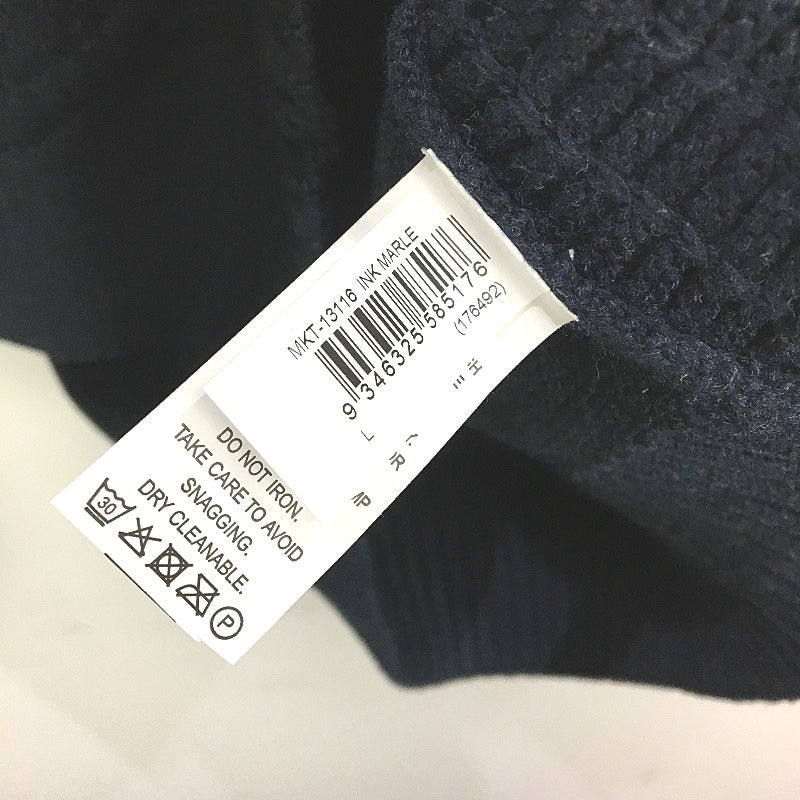 MKT-13116 INK MARLE
9 346325 585176
(176492)
DO NOT IRON.
TAKE CARE TO AVOID
SNAGGING.
DRY CLEANABLE.
30
P